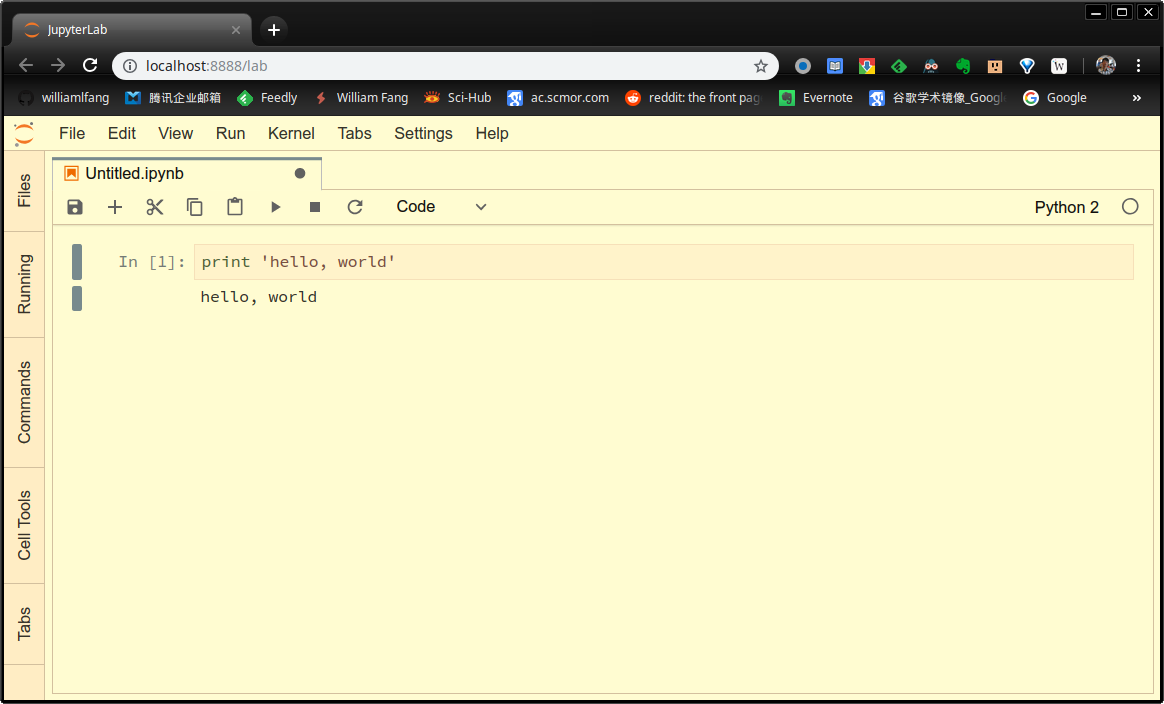 JupyterLab
localhost:8888/lab
williamlfang 腾讯企业邮箱 Feedly William Fang Sci-Hub ac.scmor.com reddit: the front pag Evernote 谷歌学术镜像_Googl Google
File Edit View Run Kernel Tabs Settings Help
Untitled.ipynb
Code Python 2
Files
Running
Commands
Cell Tools
Tabs
In [1]: print 'hello, world'
hello, world